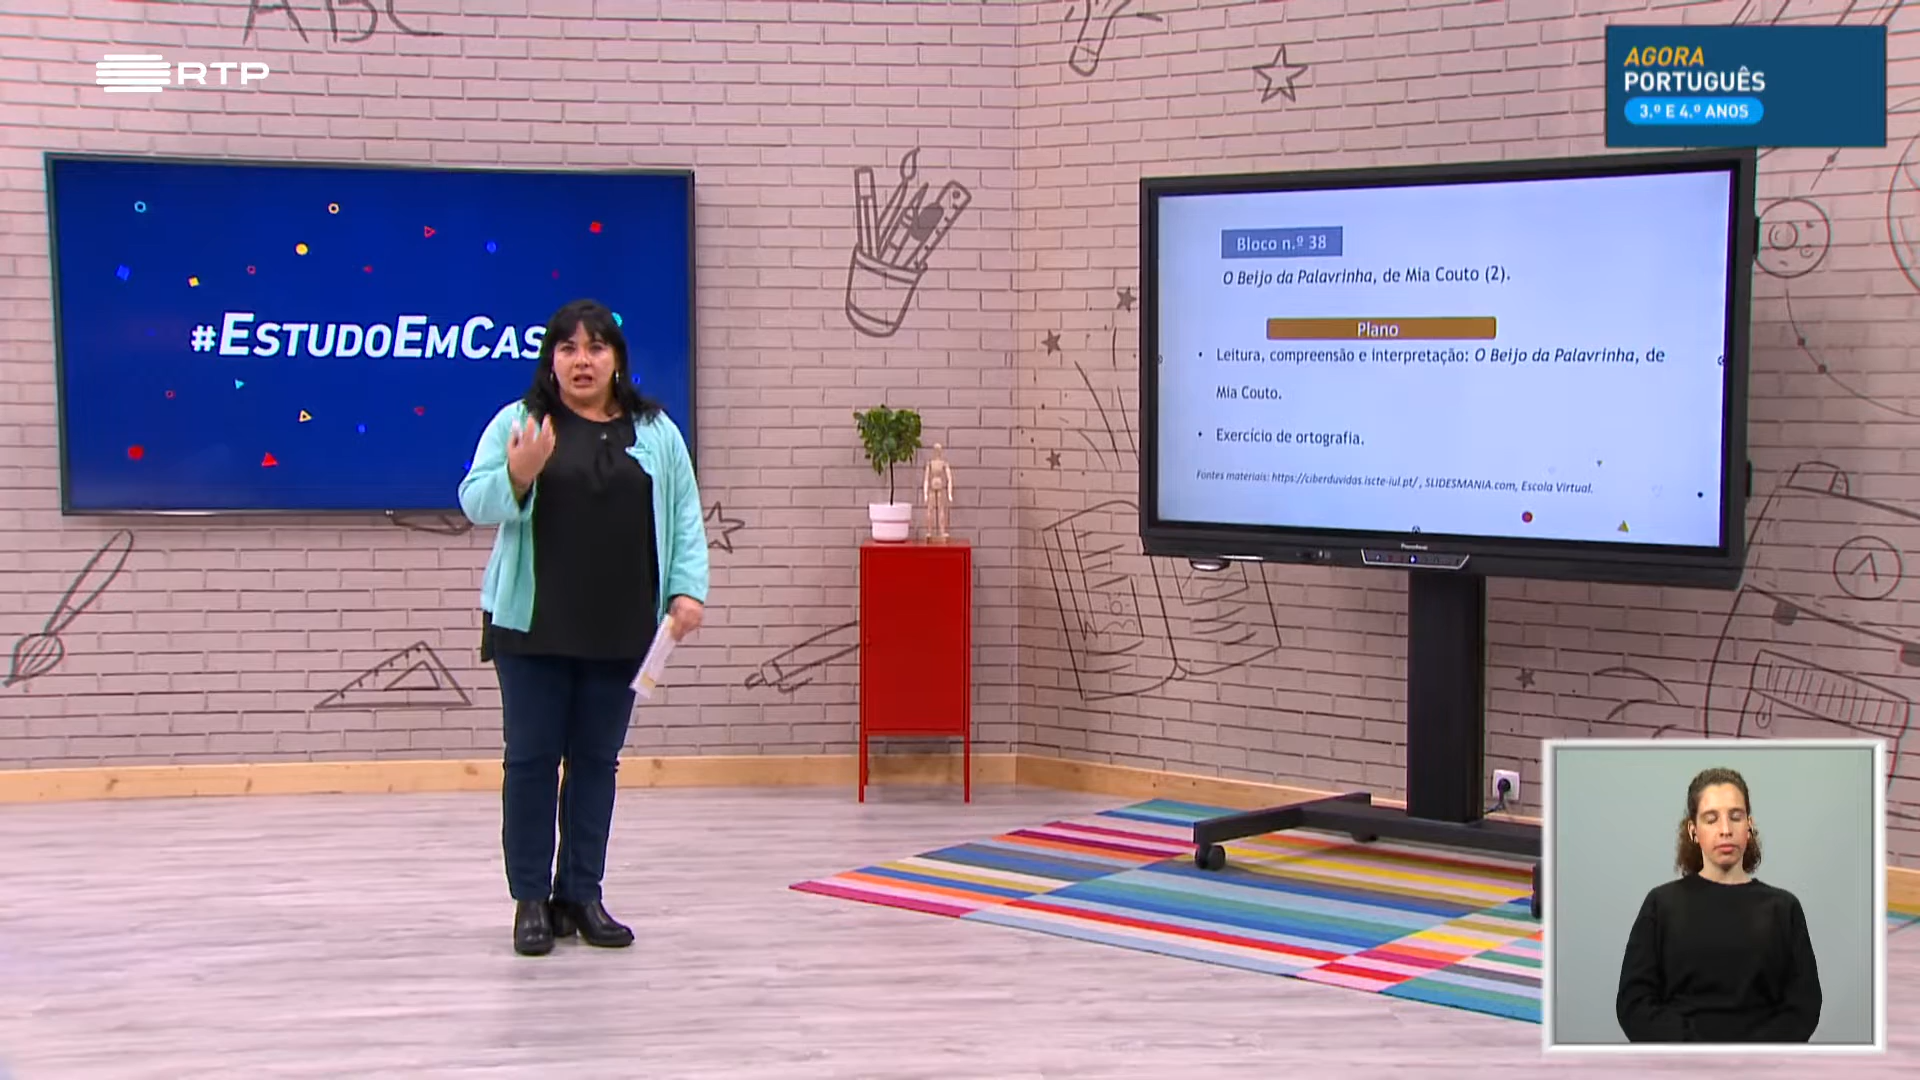 ABC
RTP
AGORA
PORTUGUÊS
3.º E 4.º ANOS
#ESTUDOEMCAS
Bloco n.º 38
O Beijo da Palavrinha, de Mia Couto (2).
Plano
• Leitura, compreensão e interpretação: O Beijo da Palavrinha, de
Mia Couto.
• Exercício de ortografia.
Fontes materiais: https://ciberduvidas.iscte-iul.pt/ , SLIDESMANIA.com, Escola Virtual.